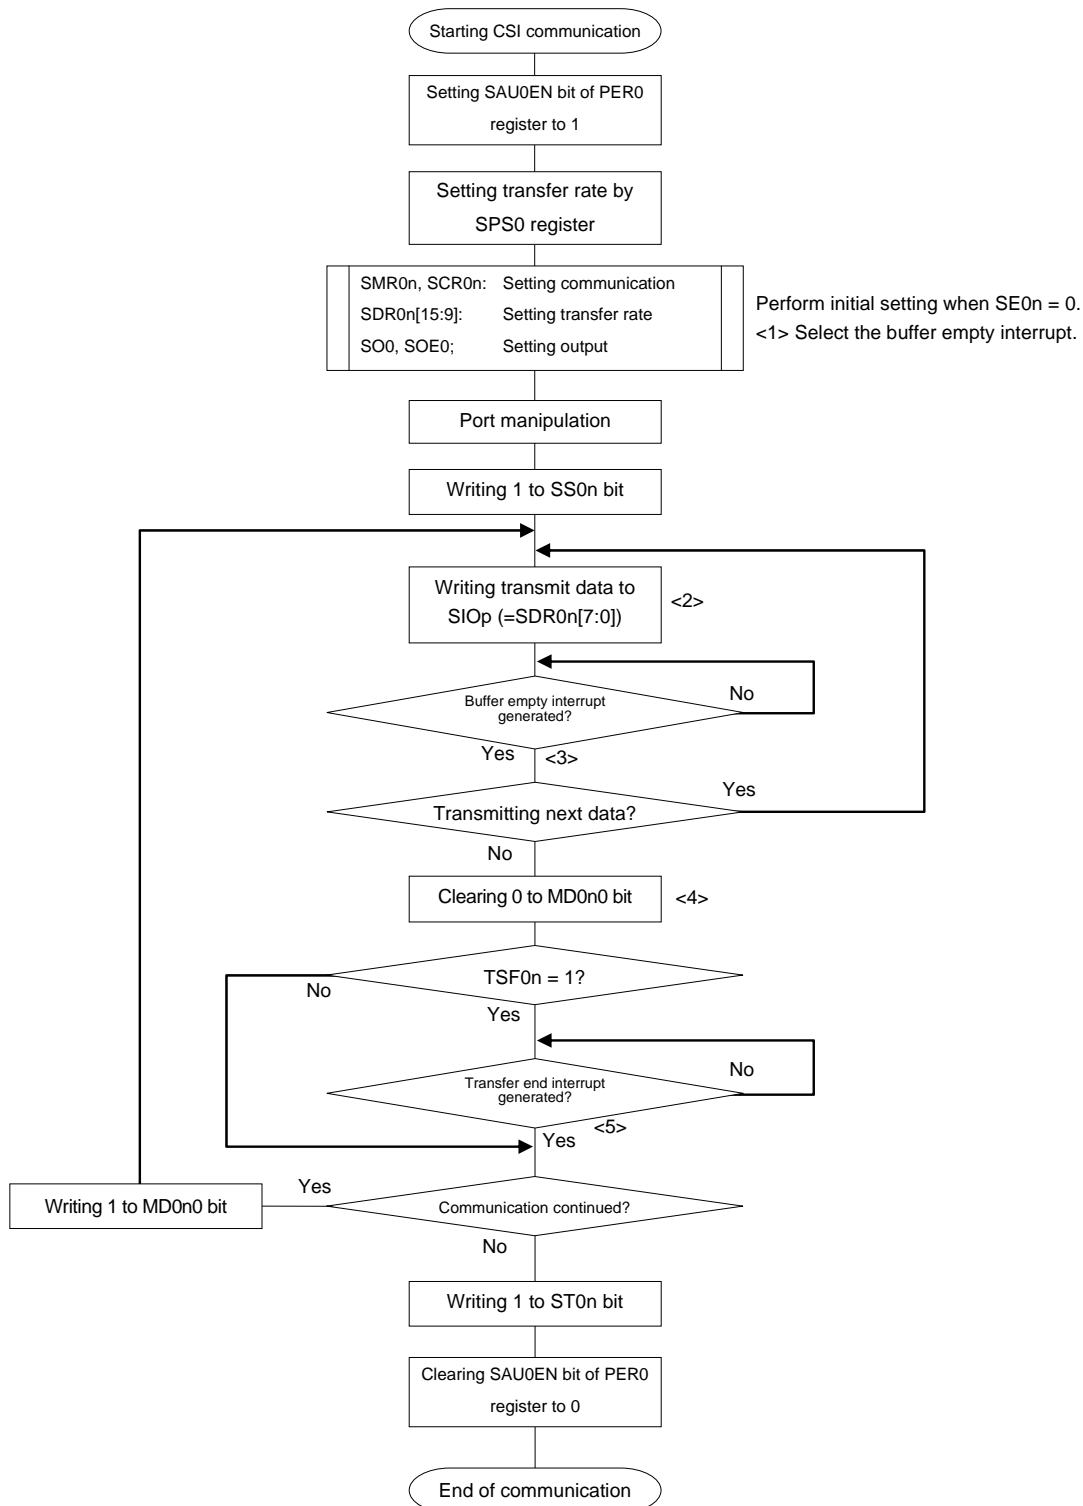 Starting CSI communication
Setting SAU0EN bit of PER0
register to 1
Setting transfer rate by
SPS0 register
SMR0n, SCR0n: Setting communication
SDR0n[15:9]: Setting transfer rate
SO0, SOE0; Setting output
Perform initial setting when SE0n = 0.
<1> Select the buffer empty interrupt.
Port manipulation
Writing 1 to SS0n bit
Writing transmit data to
SIOp (=SDR0n[7:0])
<2>
No
Buffer empty interrupt
generated?
Yes
<3>
Yes
Transmitting next data?
No
Clearing 0 to MD0n0 bit
<4>
TSF0n = 1?
No
Yes
No
Transfer end interrupt
generated?
<5>
Yes
Yes
Writing 1 to MD0n0 bit
Communication continued?
No
Writing 1 to ST0n bit
Clearing SAU0EN bit of PER0
register to 0
End of communication